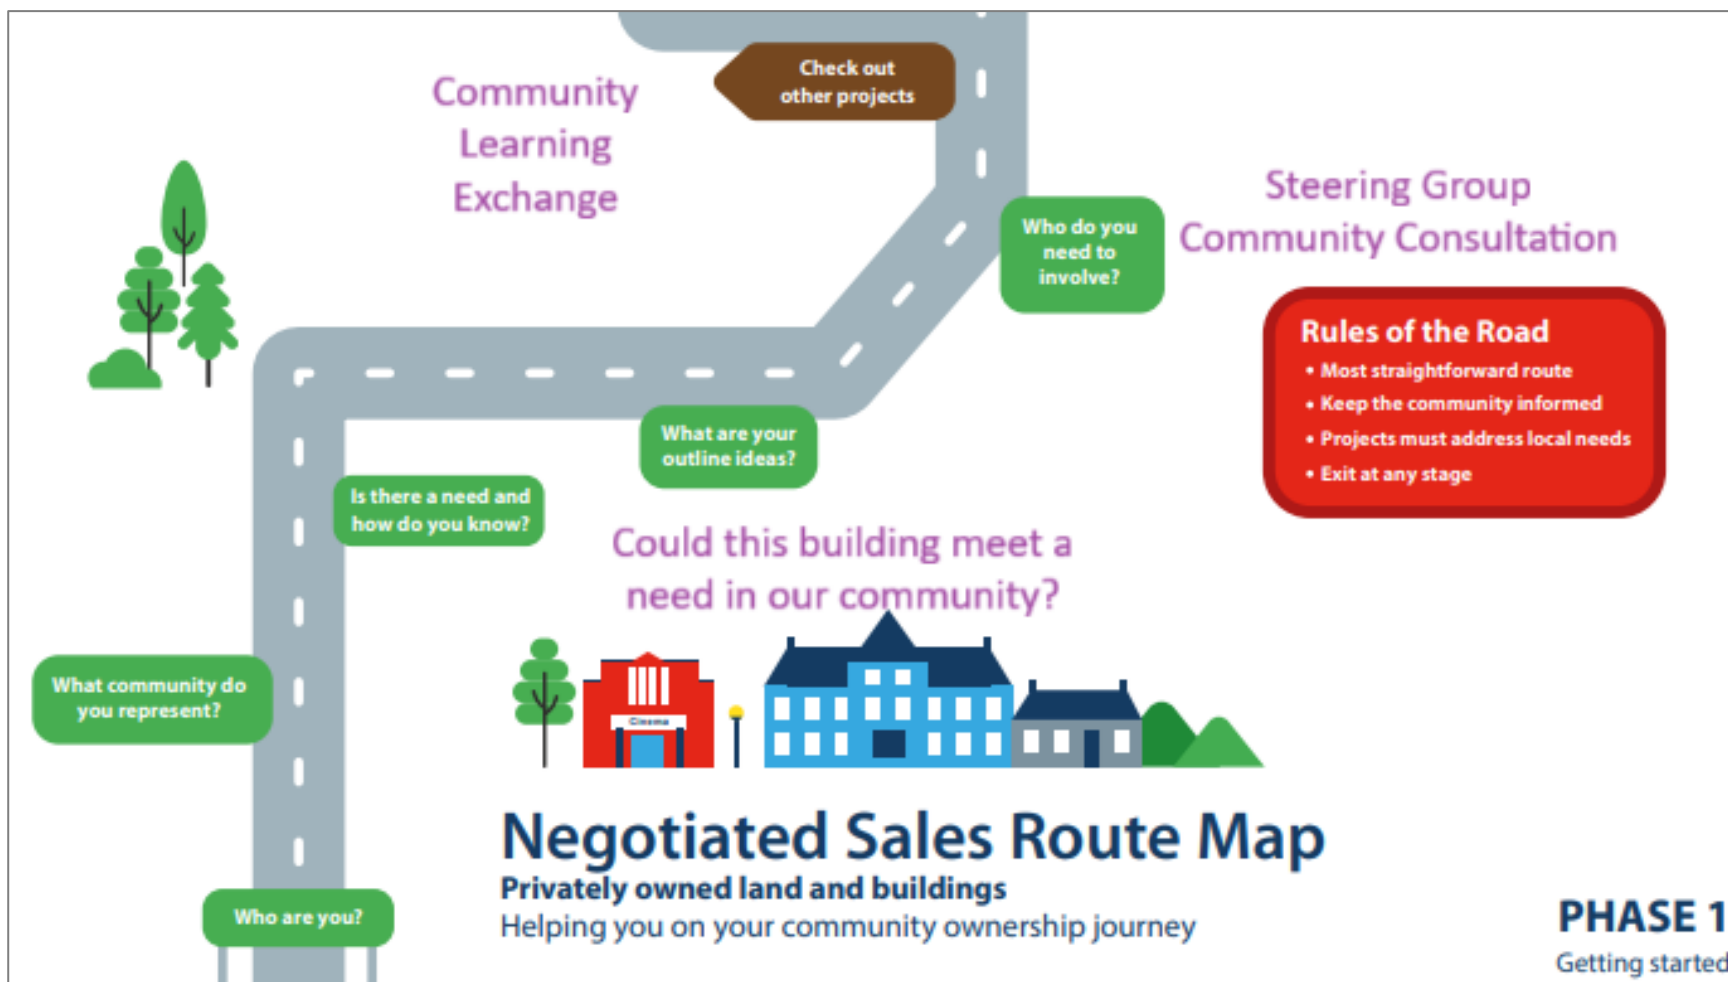 Check out
other projects
Community
Learning
Exchange
Steering Group
Community Consultation
Who do you
need to
involve?
Rules of the Road
• Most straightforward route
• Keep the community informed
• Projects must address local needs
• Exit at any stage
What are your
outline ideas?
Is there a need and
how do you know?
Could this building meet a
need in our community?
What community do
you represent?
Cinema
Negotiated Sales Route Map
Privately owned land and buildings
Helping you on your community ownership journey
Who are you?
PHASE 1
Getting started